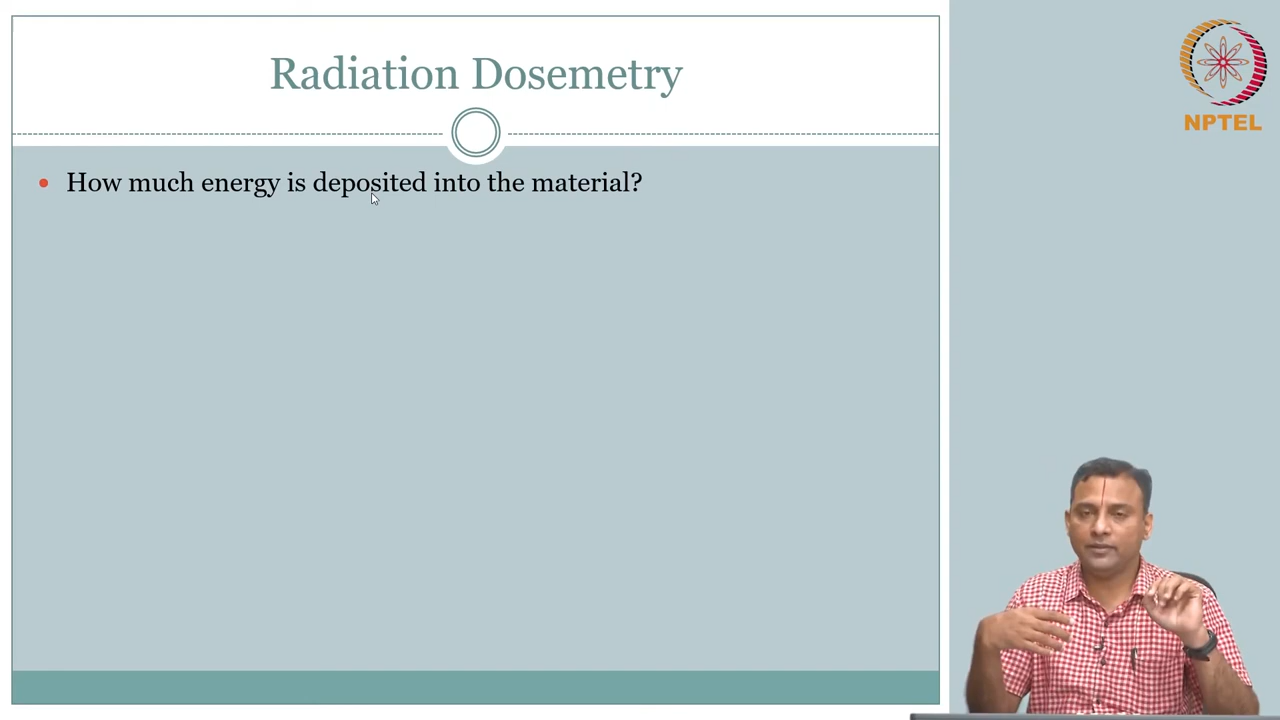 Radiation Dosemetry
NPTEL
How much energy is deposited into the material?